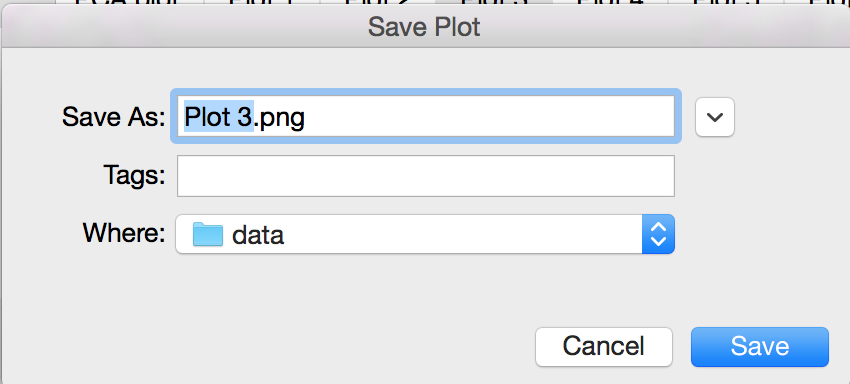 Save Plot
Save As: Plot 3.png
Tags:
Where: data
Cancel Save